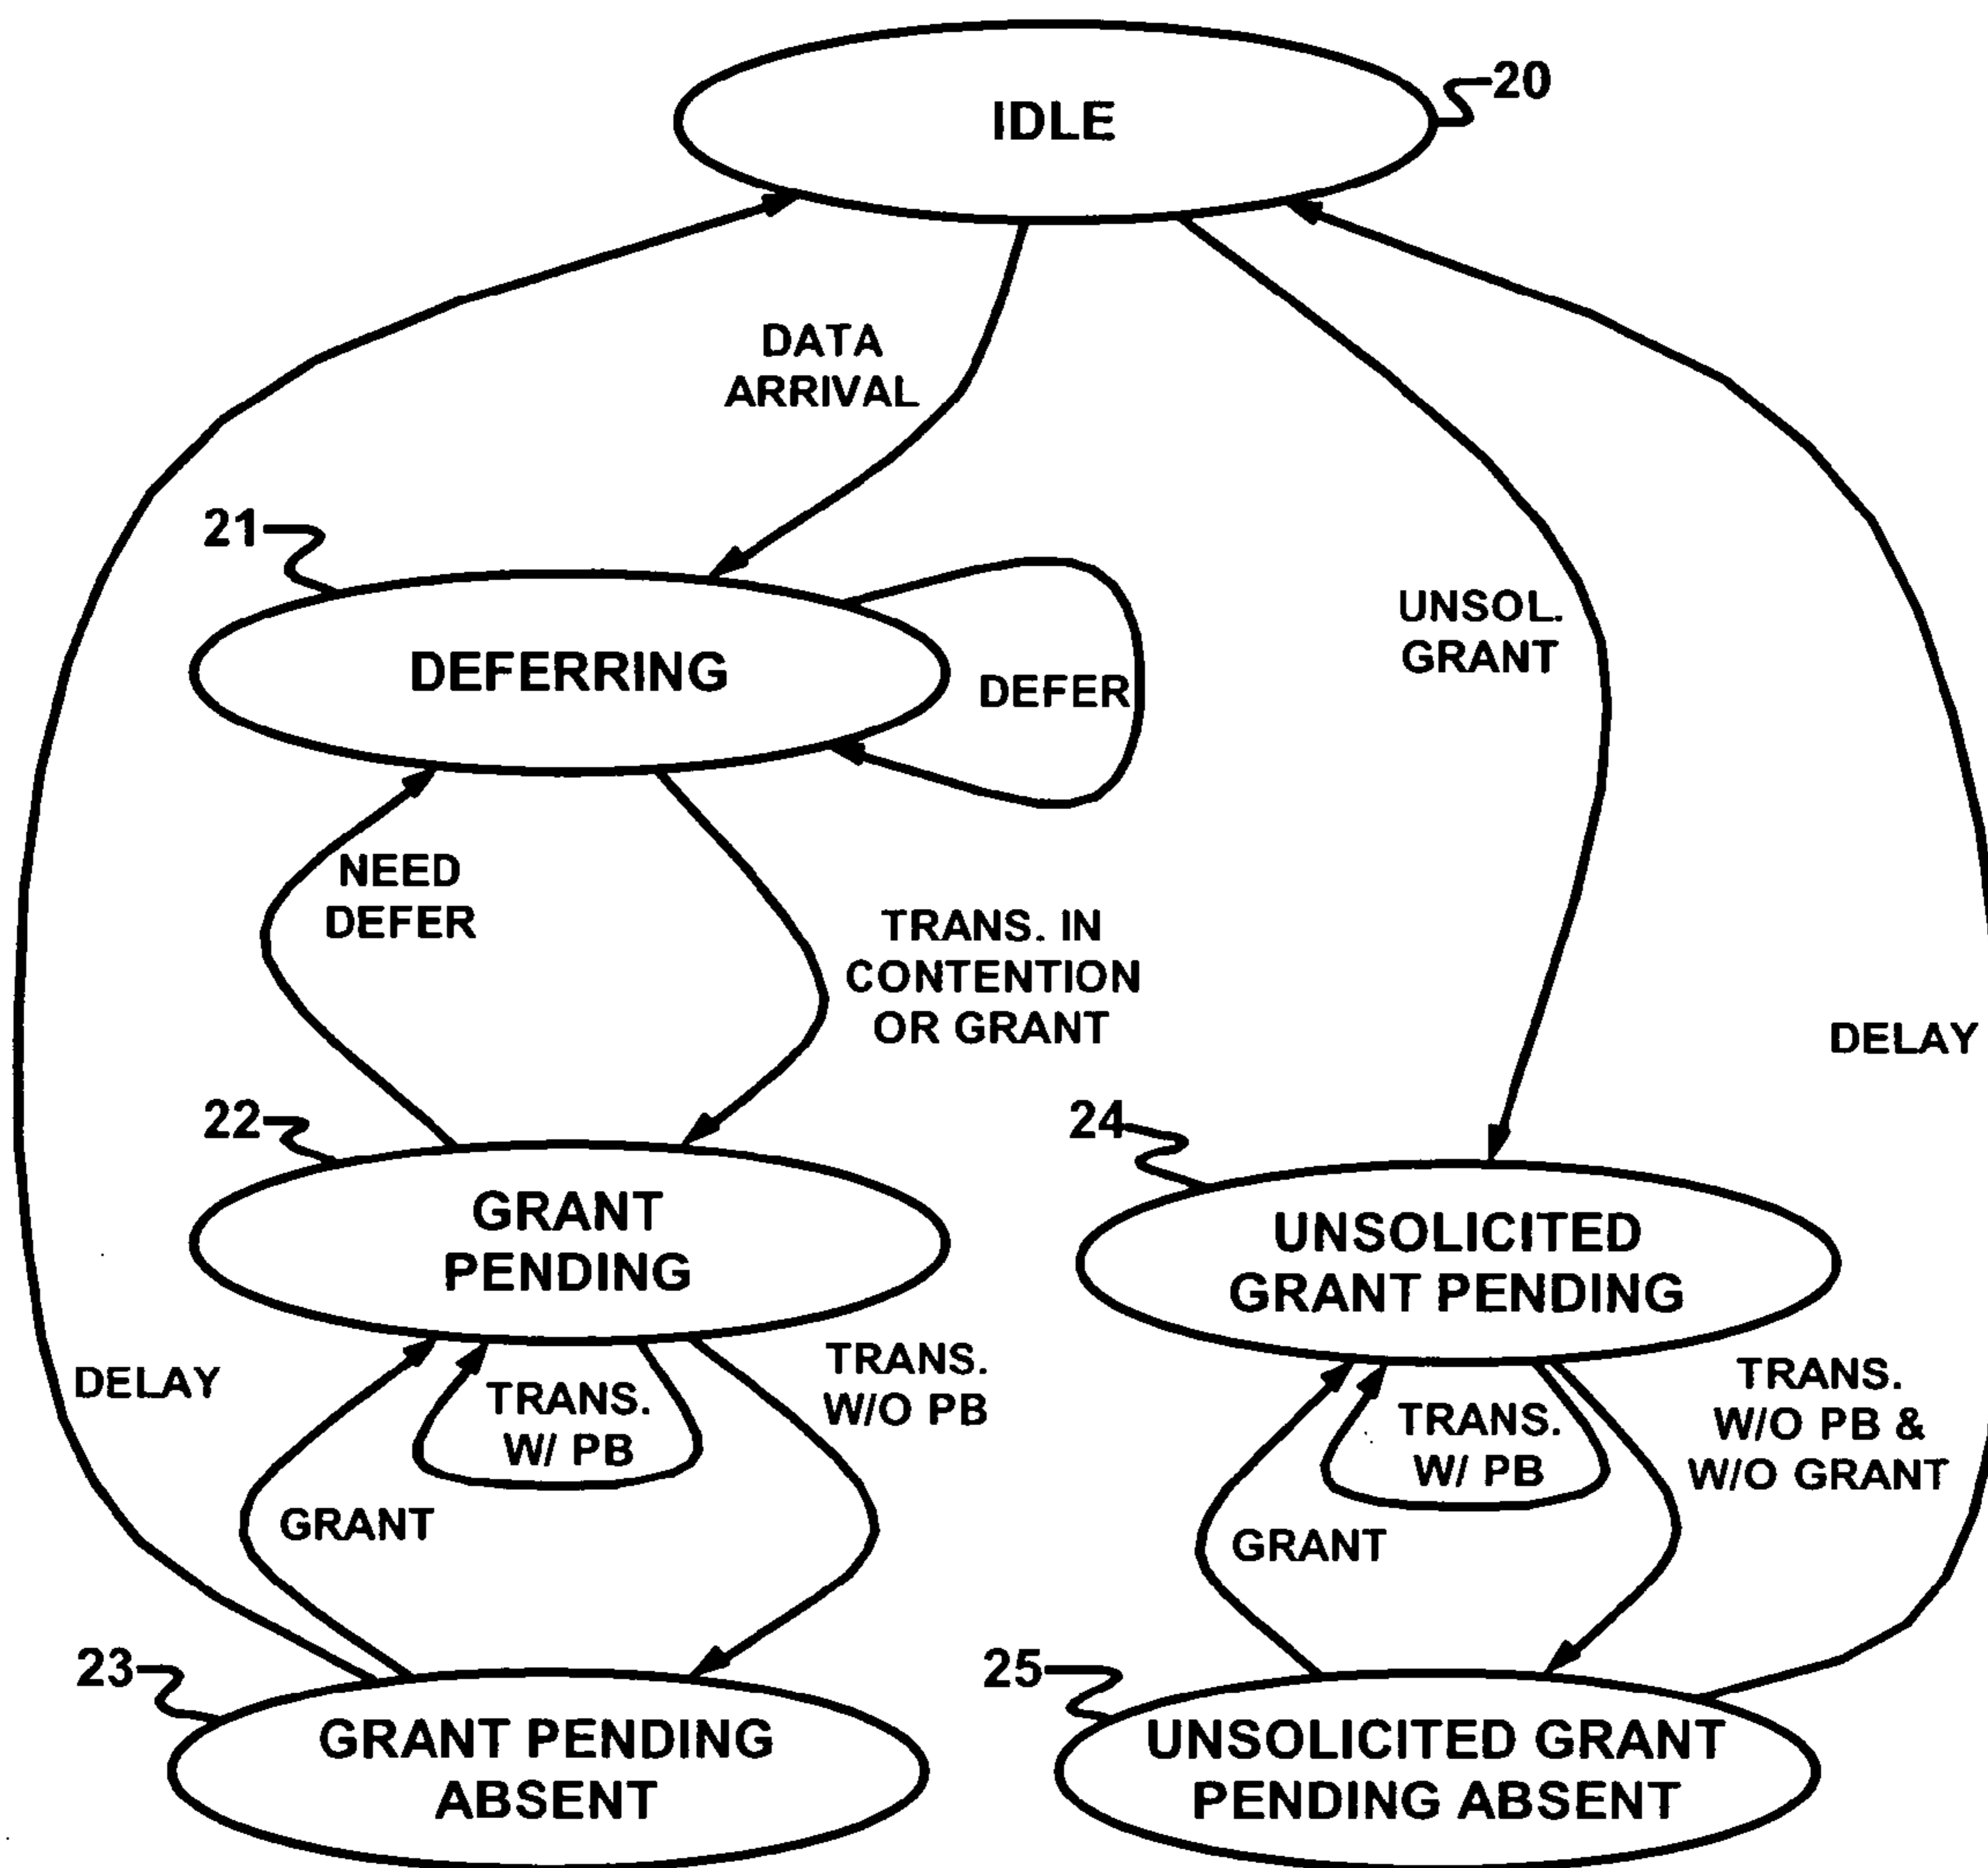 IDLE
20
DATA
ARRIVAL
21
UNSOL.
GRANT
DEFERRING
DEFER
NEED
DEFER
TRANS. IN
CONTENTION
OR GRANT
DELAY
22
24
GRANT
PENDING
UNSOLICITED
GRANT PENDING
DELAY
TRANS.
W/ PB
TRANS.
W/O PB
TRANS.
W/ PB
TRANS.
W/O PB &
W/O GRANT
GRANT
GRANT
23
25
GRANT PENDING
ABSENT
UNSOLICITED GRANT
PENDING ABSENT